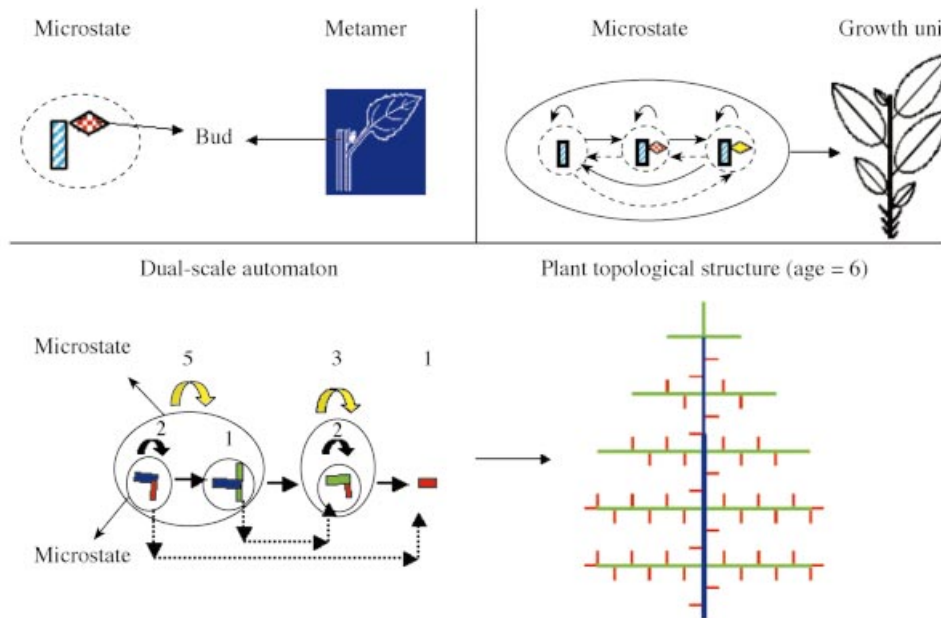 Microstate
Metamer
Bud
Microstate
Growth uni
Dual-scale automaton
Microstate
5
3
1
2
1
2
Microstate
Plant topological structure (age = 6)